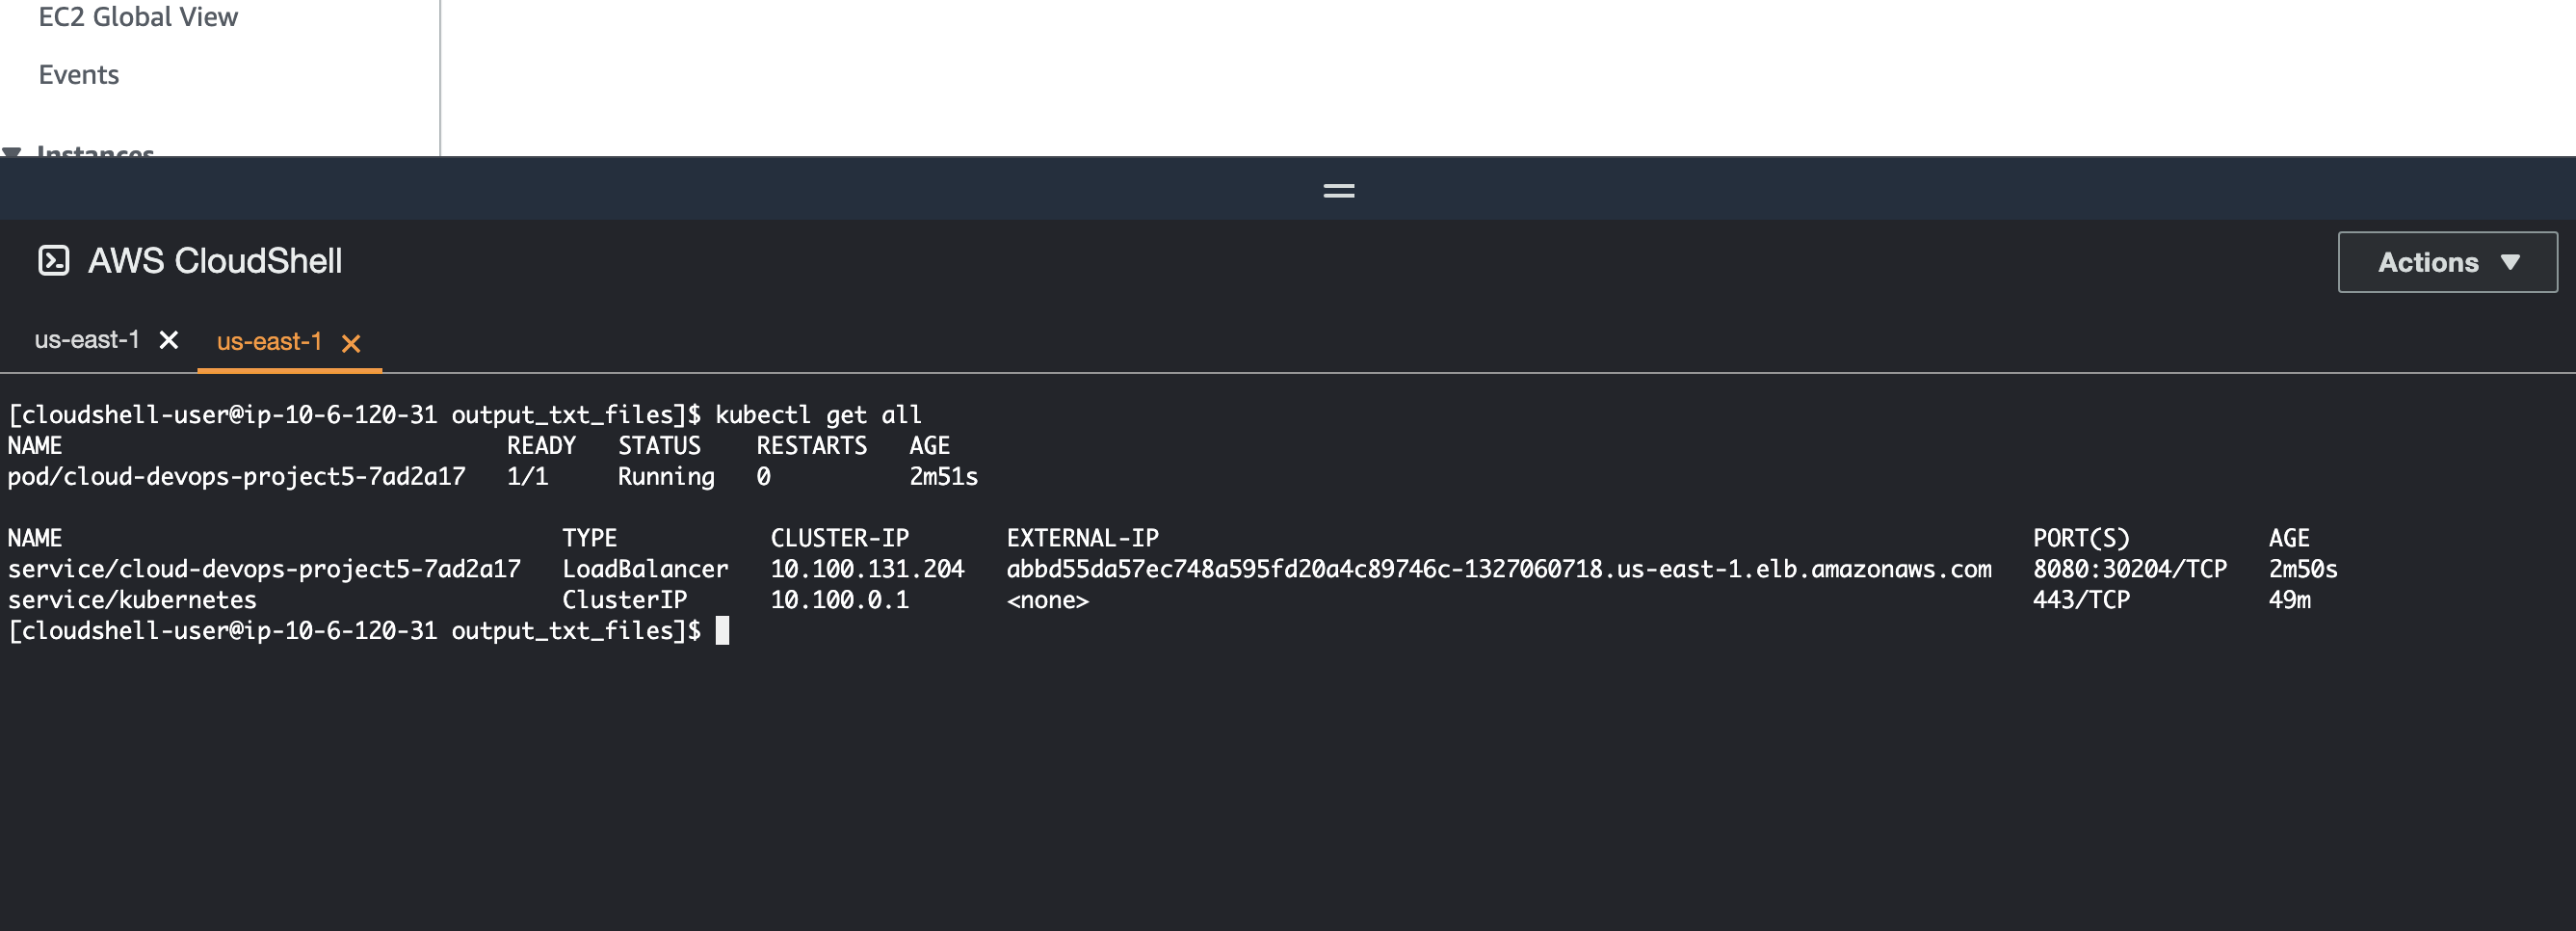 EC2 Global View
Events
Instances
AWS CloudShell
Actions
us-east-1 us-east-1
[cloudshell-user@ip-10-6-120-31 output_txt_files]$ kubectl get all
NAME READY STATUS RESTARTS AGE
pod/cloud-devops-project5-7ad2a17 1/1 Running 0 2m51s
NAME TYPE CLUSTER-IP EXTERNAL-IP PORT(S) AGE
service/cloud-devops-project5-7ad2a17 LoadBalancer 10.100.131.204 abbd55da57ec748a595fd20a4c89746c-1327060718.us-east-1.elb.amazonaws.com 8080:30204/TCP 2m50s
service/kubernetes ClusterIP 10.100.0.1 <none> 443/TCP 49m
[cloudshell-user@ip-10-6-120-31 output_txt_files]$